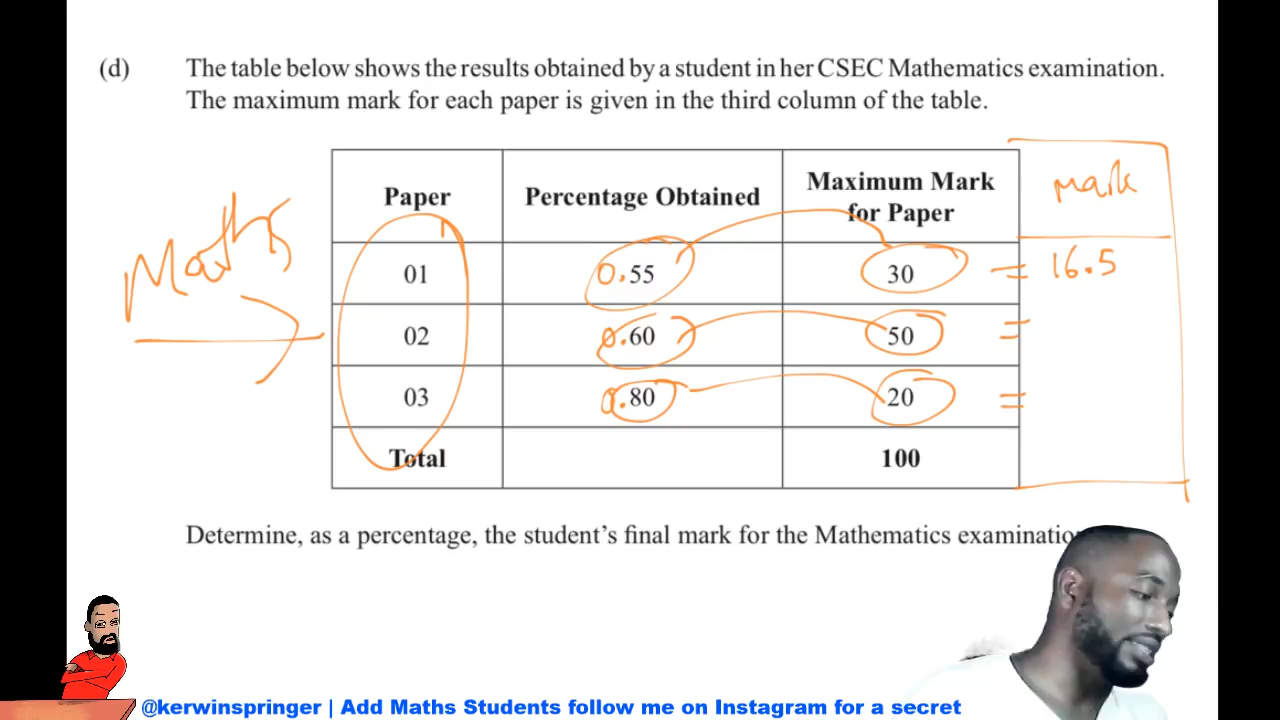 (d) The table below shows the results obtained by a student in her CSEC Mathematics examination.
The maximum mark for each paper is given in the third column of the table.
Maths
Paper Percentage Obtained Maximum Mark for Paper mark
01 0.55 30 = 16.5
02 0.60 50 =
03 0.80 20 =
Total 100
Determine, as a percentage, the student's final mark for the Mathematics
@kerwinspringer | Add Maths Students follow me on Instagram for a secret